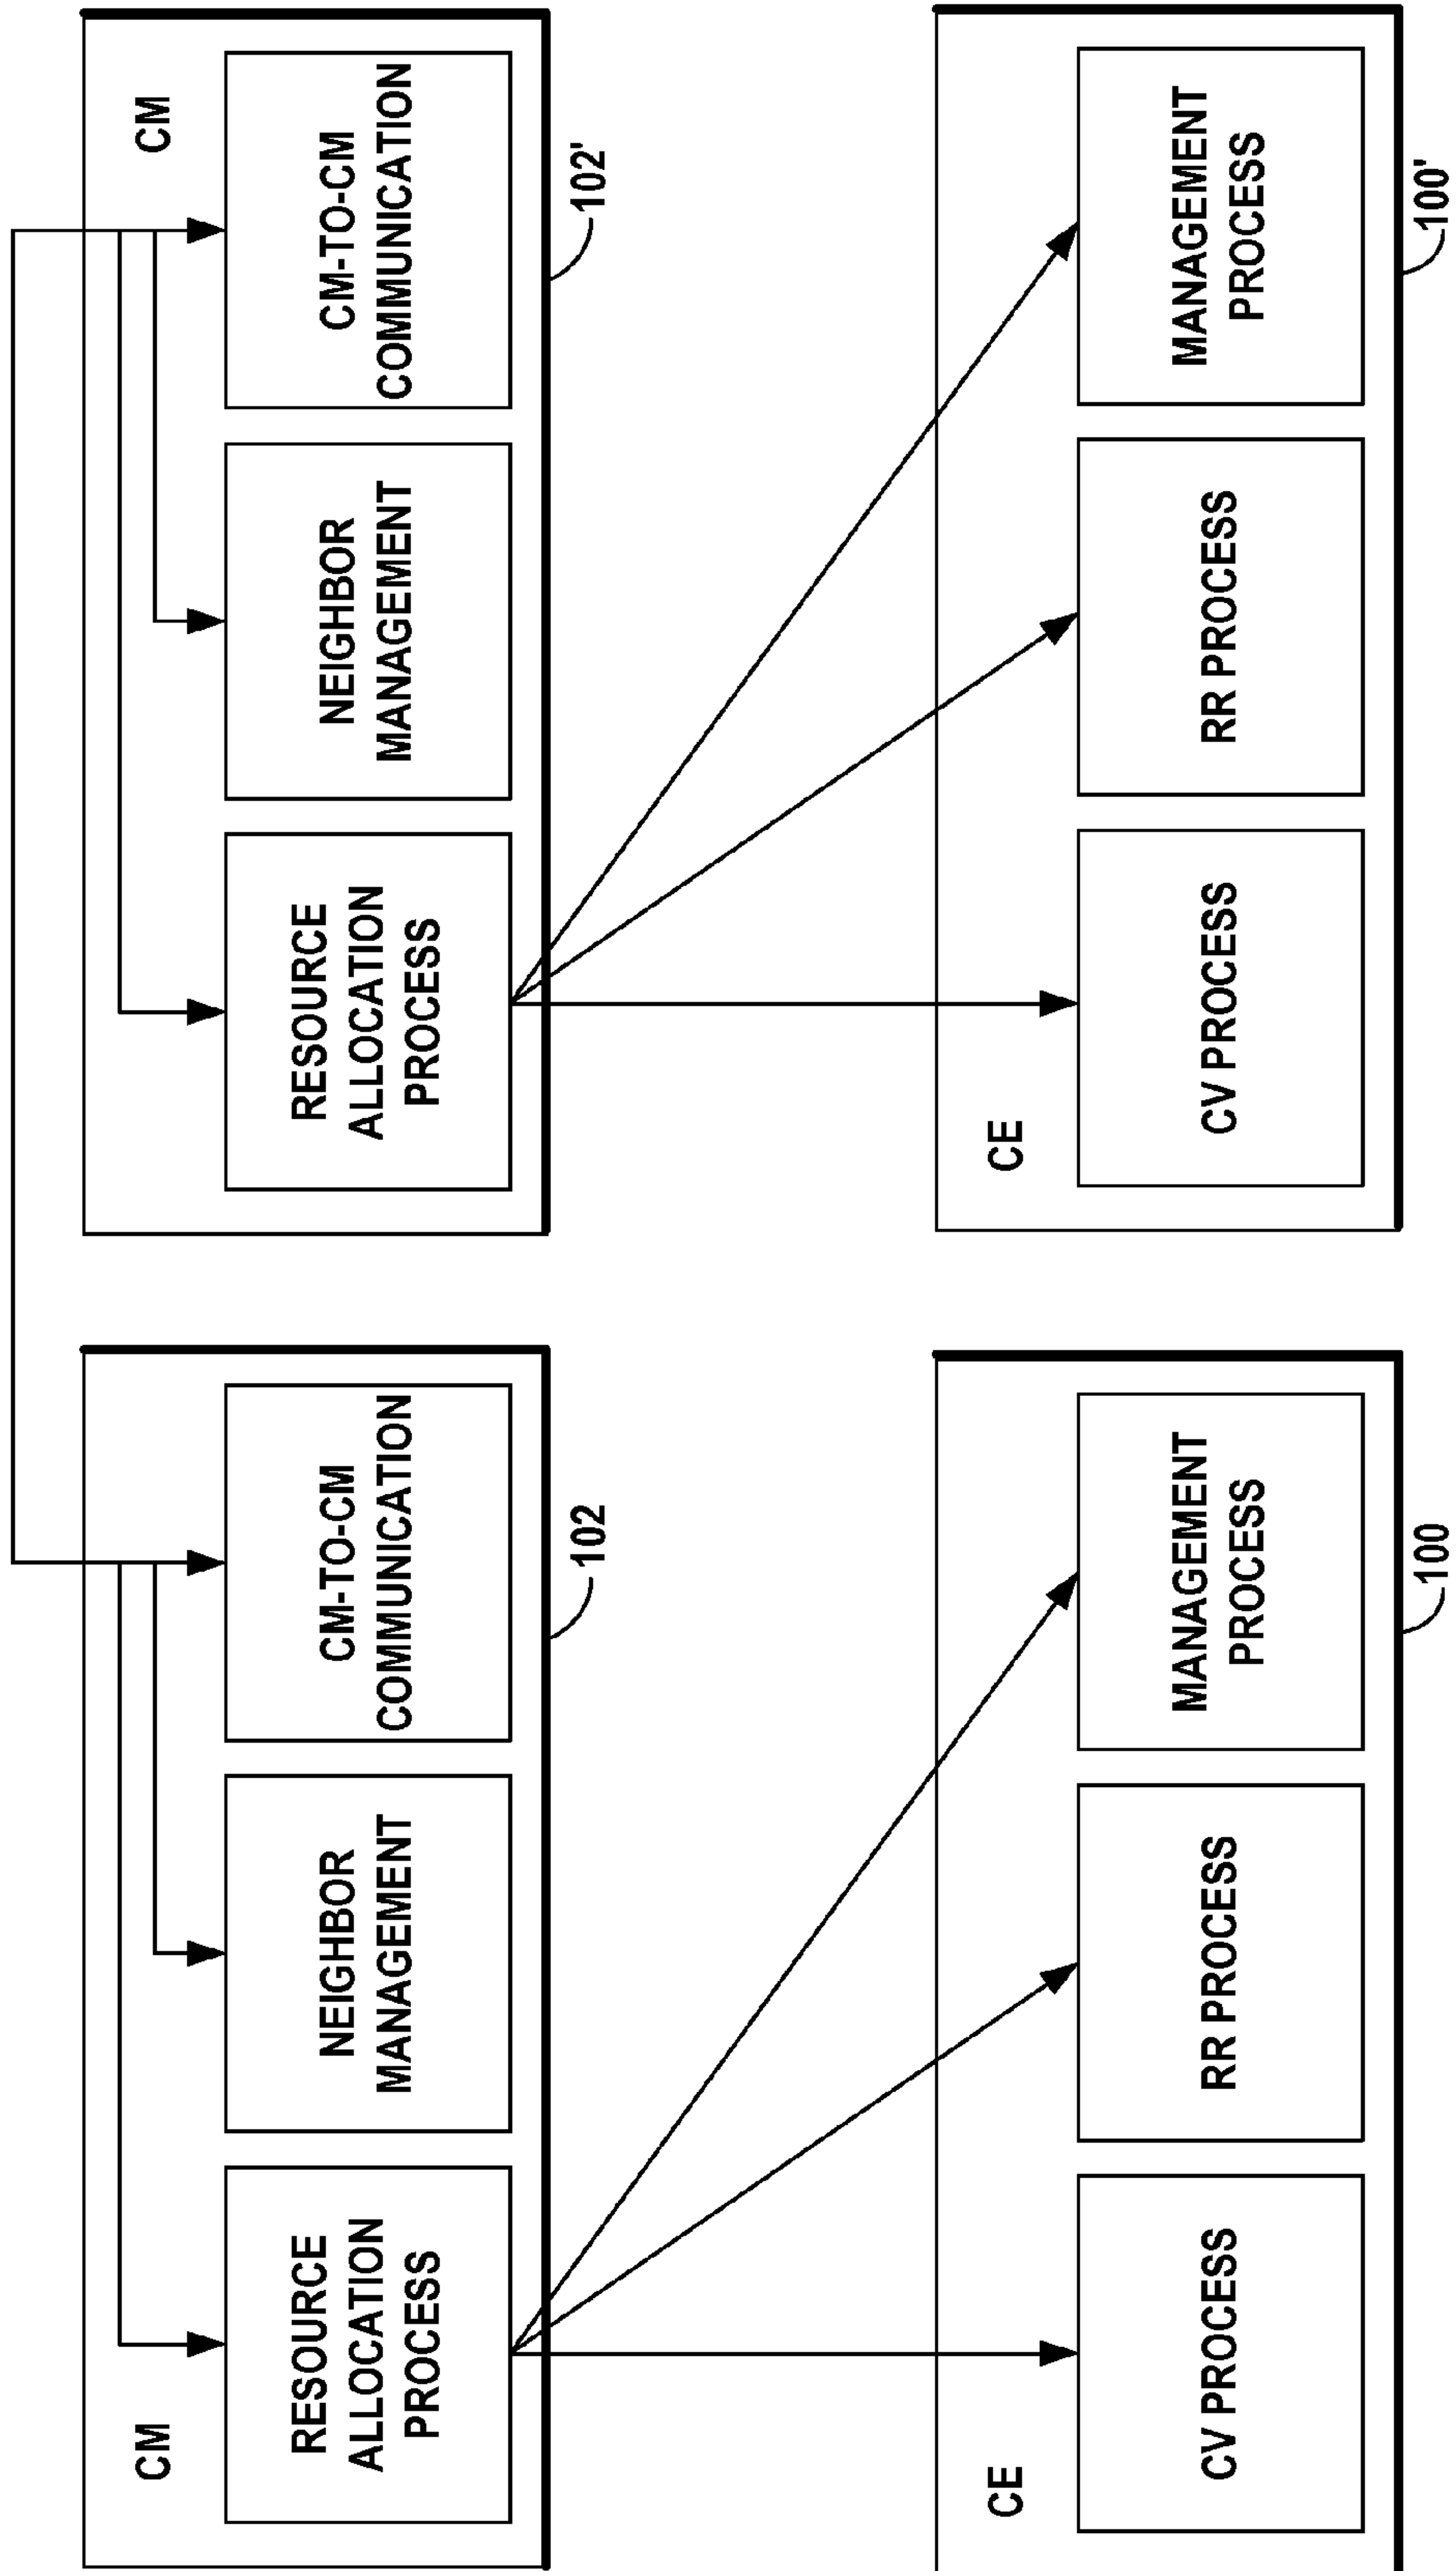 CM
RESOURCE
ALLOCATION
PROCESS
NEIGHBOR
MANAGEMENT
CM-TO-CM
COMMUNICATION
102
CM
RESOURCE
ALLOCATION
PROCESS
NEIGHBOR
MANAGEMENT
CM-TO-CM
COMMUNICATION
102'
CE
CV PROCESS
RR PROCESS
MANAGEMENT
PROCESS
100
CE
CV PROCESS
RR PROCESS
MANAGEMENT
PROCESS
100'